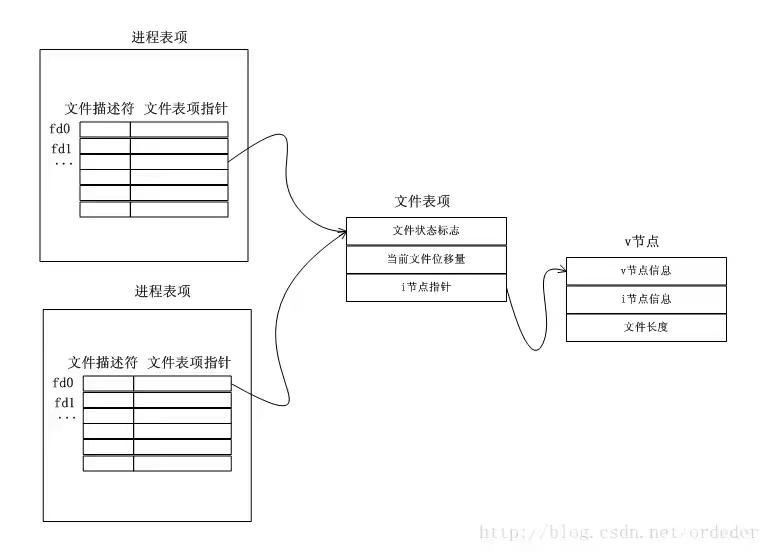 进程表项
文件描述符 文件表项指针
fd0
fd1
...
文件表项
文件状态标志
当前文件位移量
i节点指针
v节点
v节点信息
i节点信息
文件长度
进程表项
文件描述符 文件表项指针
fd0
fd1
...
http://blog.csdn.net/ordeder